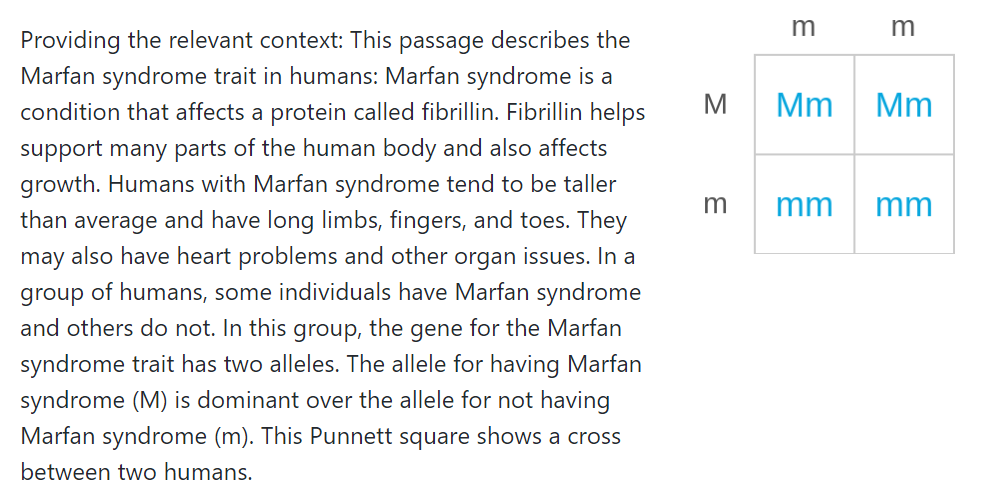 Providing the relevant context: This passage describes the
Marfan syndrome trait in humans: Marfan syndrome is a
condition that affects a protein called fibrillin. Fibrillin helps
support many parts of the human body and also affects
growth. Humans with Marfan syndrome tend to be taller
than average and have long limbs, fingers, and toes. They
may also have heart problems and other organ issues. In a
group of humans, some individuals have Marfan syndrome
and others do not. In this group, the gene for the Marfan
syndrome trait has two alleles. The allele for having Marfan
syndrome (M) is dominant over the allele for not having
Marfan syndrome (m). This Punnett square shows a cross
between two humans.
m m
M Mm Mm
m mm mm